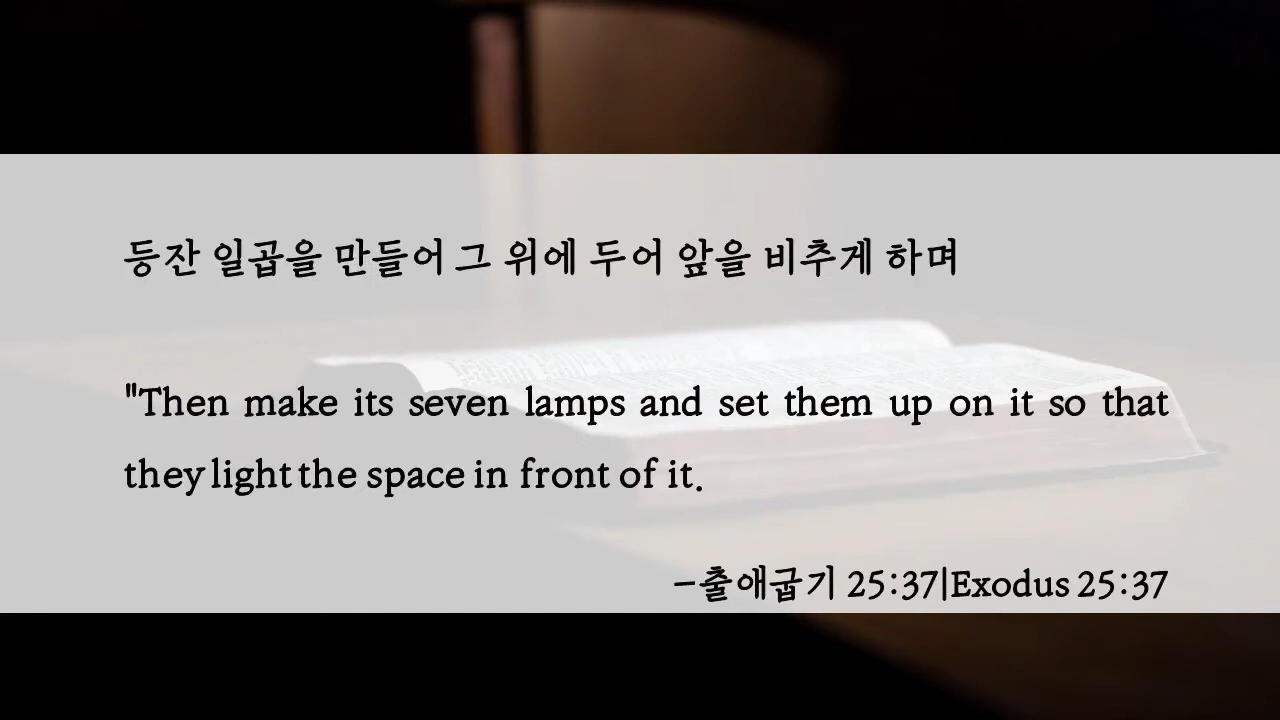 등잔 일곱을 만들어 그 위에 두어 앞을 비추게 하며
"Then make its seven lamps and set them up on it so that
they light the space in front of it.
-출애굽기 25:37|Exodus 25:37